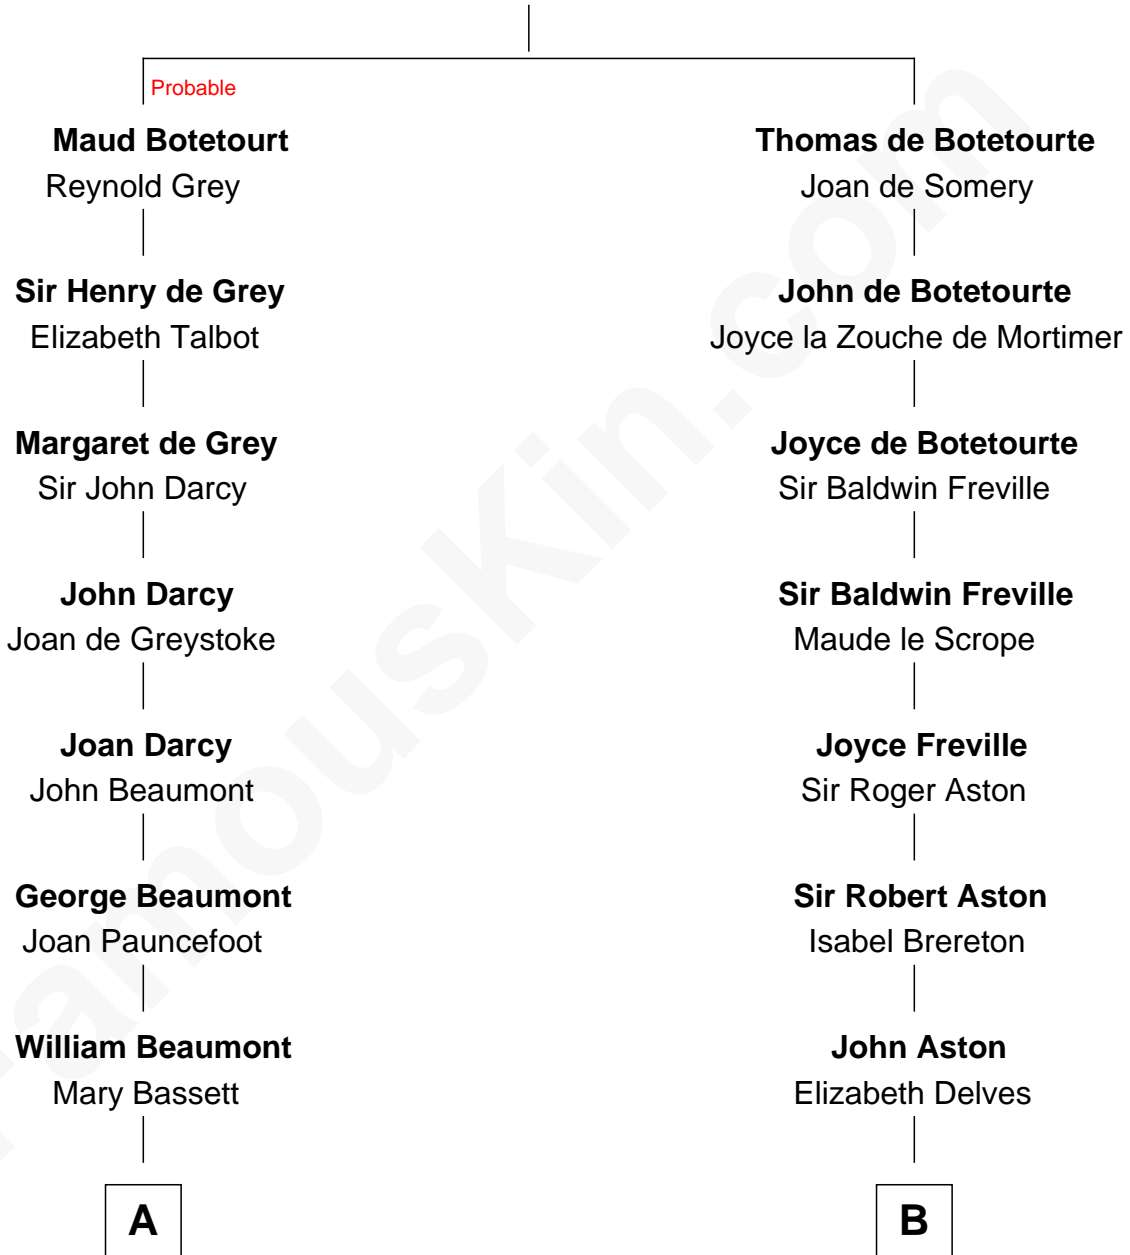 Probable
Maud Botetourt
Reynold Grey
Sir Henry de Grey
Elizabeth Talbot
Margaret de Grey
Sir John Darcy
John Darcy
Joan de Greystoke
Joan Darcy
John Beaumont
George Beaumont
Joan Pauncefoot
William Beaumont
Mary Bassett
A
Thomas de Botetourte
Joan de Somery
John de Botetourte
Joyce la Zouche de Mortimer
Joyce de Botetourte
Sir Baldwin Freville
Sir Baldwin Freville
Maude le Scrope
Joyce Freville
Sir Roger Aston
Sir Robert Aston
Isabel Brereton
John Aston
Elizabeth Delves
B
FamousKin.com